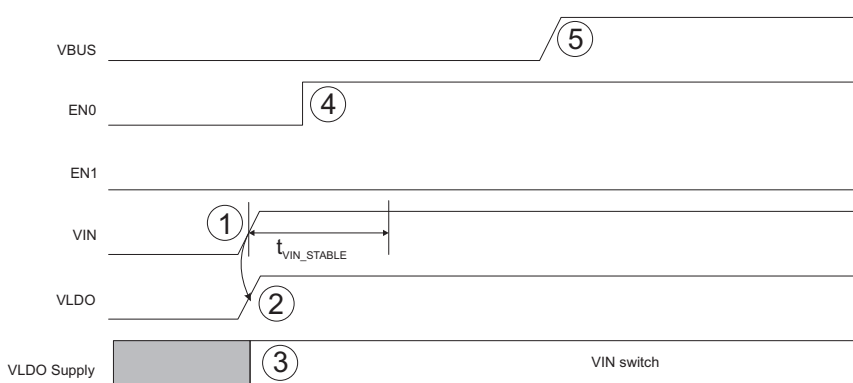 VBUS
5
EN0
4
EN1
1
VIN
tVIN_STABLE
VLDO
2
VLDO Supply
3
VIN switch